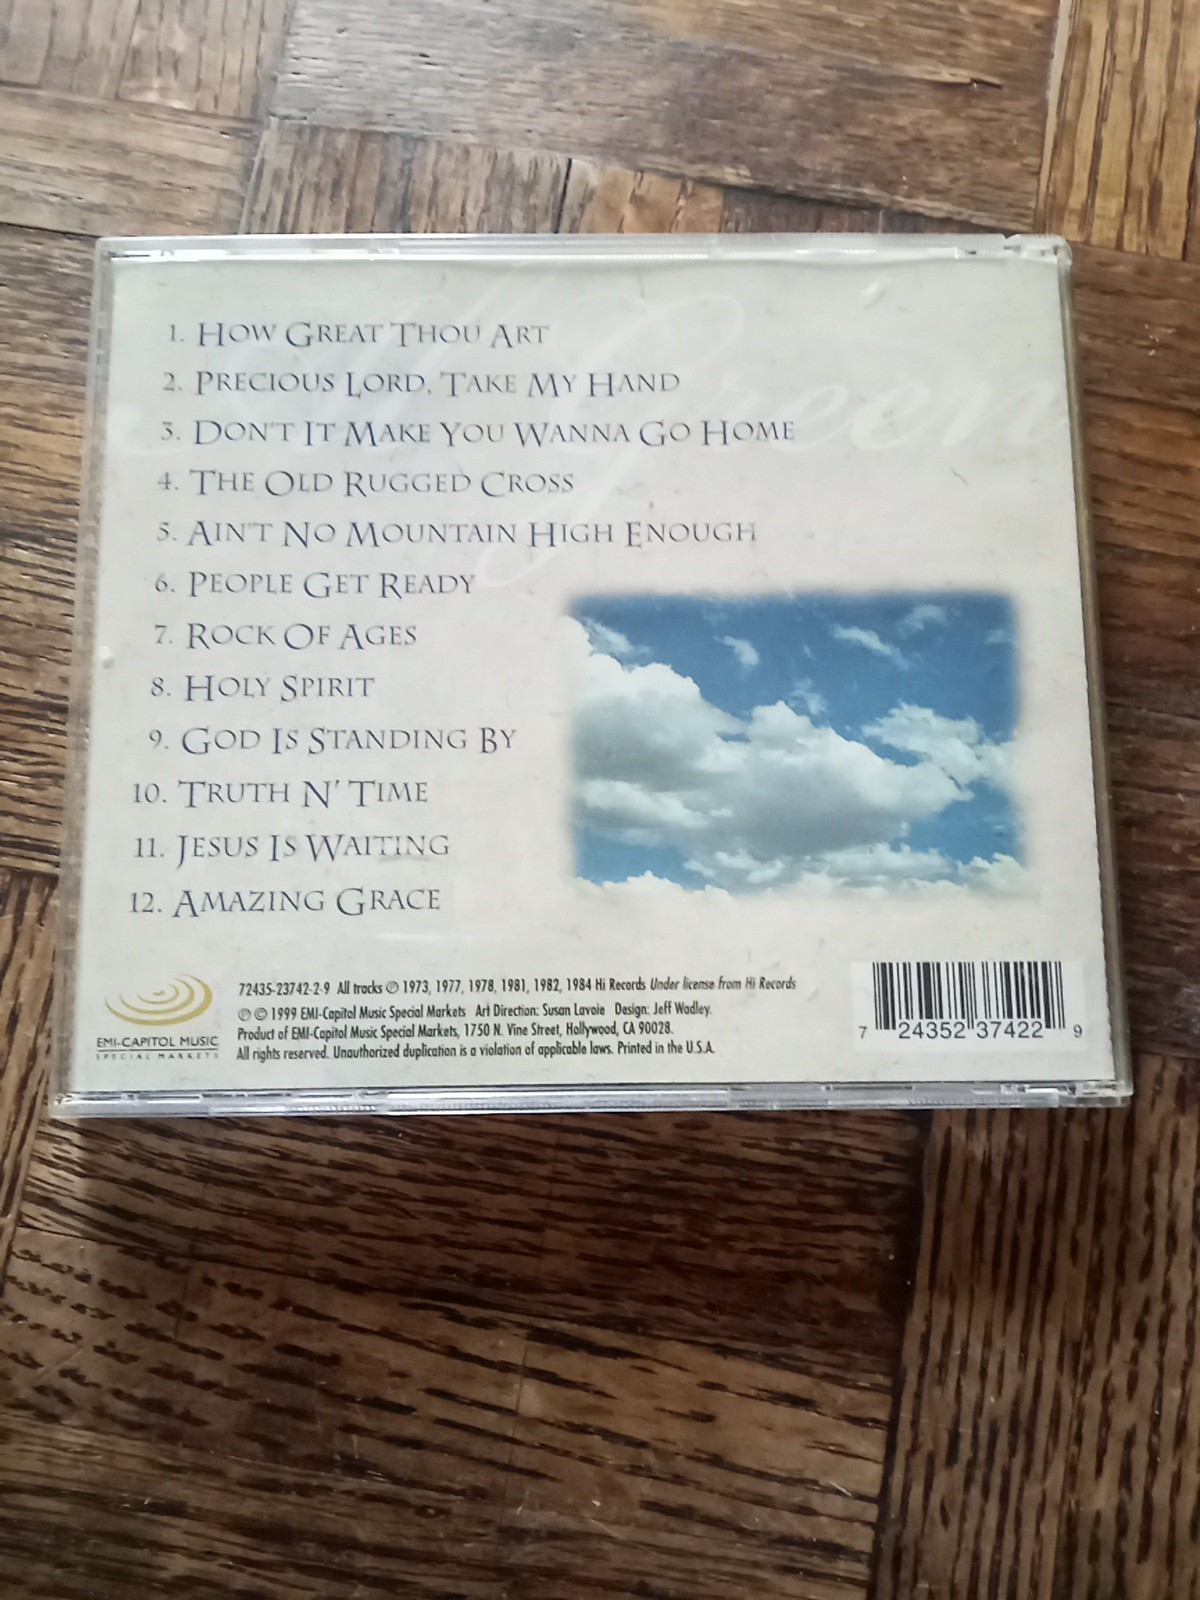 Al Green
1. How Great Thou Art
2. Precious Lord, Take My Hand
3. Don't It Make You Wanna Go Home
4. The Old Rugged Cross
5. Ain't No Mountain High Enough
6. People Get Ready
7. Rock Of Ages
8. Holy Spirit
9. God Is Standing By
10. Truth N' Time
11. Jesus Is Waiting
12. Amazing Grace
72435-23742-2-9 All tracks ℗ 1973, 1977, 1978, 1981, 1982, 1984 Hi Records Under license from Hi Records
℗ © 1999 EMI-Capitol Music Special Markets Art Direction: Susan Lavoie Design: Jeff Wadley.
Product of EMI-Capitol Music Special Markets, 1750 N. Vine Street, Hollywood, CA 90028.
All rights reserved. Unauthorized duplication is a violation of applicable laws. Printed in the U.S.A.
EMI-CAPITOL MUSIC
SPECIAL MARKETS
7 24352 37422 9